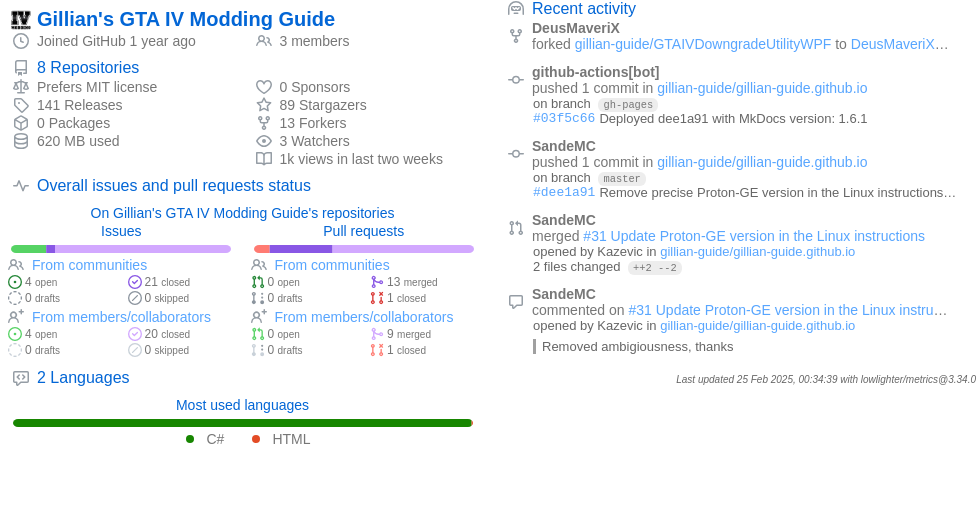 Gillian's GTA IV Modding Guide
Joined GitHub 1 year ago
3 members
8 Repositories
Prefers MIT license
141 Releases
0 Packages
620 MB used
0 Sponsors
89 Stargazers
13 Forkers
3 Watchers
1k views in last two weeks
Overall issues and pull requests status
On Gillian's GTA IV Modding Guide's repositories
Issues
From communities
4 open
21 closed
0 drafts
0 skipped
From members/collaborators
4 open
20 closed
0 drafts
0 skipped
Pull requests
From communities
0 open
13 merged
0 drafts
1 closed
From members/collaborators
0 open
9 merged
0 drafts
1 closed
2 Languages
Most used languages
C#
HTML
Recent activity
DeusMaveriX
forked gillian-guide/GTAIVDowngradeUtilityWPF to DeusMaveriX…
github-actions[bot]
pushed 1 commit in gillian-guide/gillian-guide.github.io
on branch gh-pages
#03f5c66 Deployed dee1a91 with MkDocs version: 1.6.1
SandeMC
pushed 1 commit in gillian-guide/gillian-guide.github.io
on branch master
#dee1a91 Remove precise Proton-GE version in the Linux instructions…
SandeMC
merged #31 Update Proton-GE version in the Linux instructions
opened by Kazevic in gillian-guide/gillian-guide.github.io
2 files changed ++2 --2
SandeMC
commented on #31 Update Proton-GE version in the Linux instru…
opened by Kazevic in gillian-guide/gillian-guide.github.io
Removed ambigiousness, thanks
Last updated 25 Feb 2025, 00:34:39 with lowlighter/metrics@3.34.0